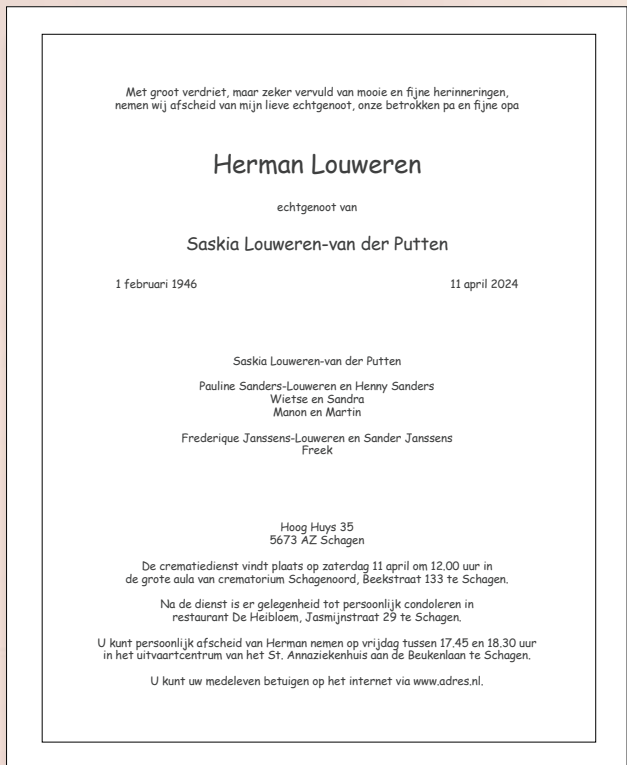 Met groot verdriet, maar zeker vervuld van mooie en fijne herinneringen,
nemen wij afscheid van mijn lieve echtgenoot, onze betrokken pa en fijne opa
Herman Louweren
echtgenoot van
Saskia Louweren-van der Putten
1 februari 1946 11 april 2024
Saskia Louweren-van der Putten
Pauline Sanders-Louweren en Henny Sanders
Wietse en Sandra
Manon en Martin
Frederique Janssens-Louweren en Sander Janssens
Freek
Hoog Huys 35
5673 AZ Schagen
De crematiedienst vindt plaats op zaterdag 11 april om 12.00 uur in
de grote aula van crematorium Schagenoord, Beekstraat 133 te Schagen.
Na de dienst is er gelegenheid tot persoonlijk condoleren in
restaurant De Heibloem, Jasmijnstraat 29 te Schagen.
U kunt persoonlijk afscheid van Herman nemen op vrijdag tussen 17.45 en 18.30 uur
in het uitvaartcentrum van het St. Annaziekenhuis aan de Beukenlaan te Schagen.
U kunt uw medeleven betuigen op het internet via www.adres.nl.